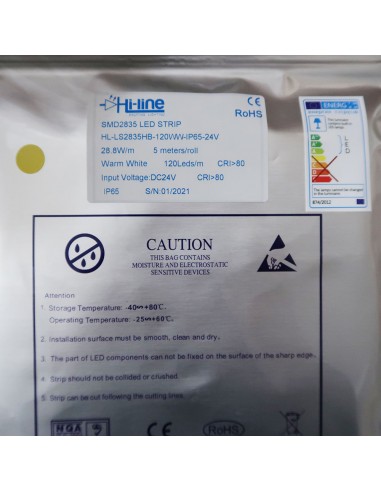 Hi-line
CE
RoHS
SMD2835 LED STRIP
HL-LS2835HB-120WW-IP65-24V
28.8W/m 5 meters/roll
Warm White 120Leds/m CRI>80
Input Voltage:DC24V CRI>80
IP65 S/N:01/2021
ENERG
874/2012
CAUTION
THIS BAG CONTAINS
MOISTURE AND ELECTROSTATIC
SENSITIVE DEVICES
Attention
1. Storage Temperature: -40∞+80℃.
Operating Temperature: -25∞+60℃.
2. Installation surface must be smooth, clean and dry.
3. The part of LED components can not be fixed on the surface of the sharp edge.
4. Strip should not be collided or crushed.
5. Strip can be cut following the cutting lines.
NQA
CE
RoHS